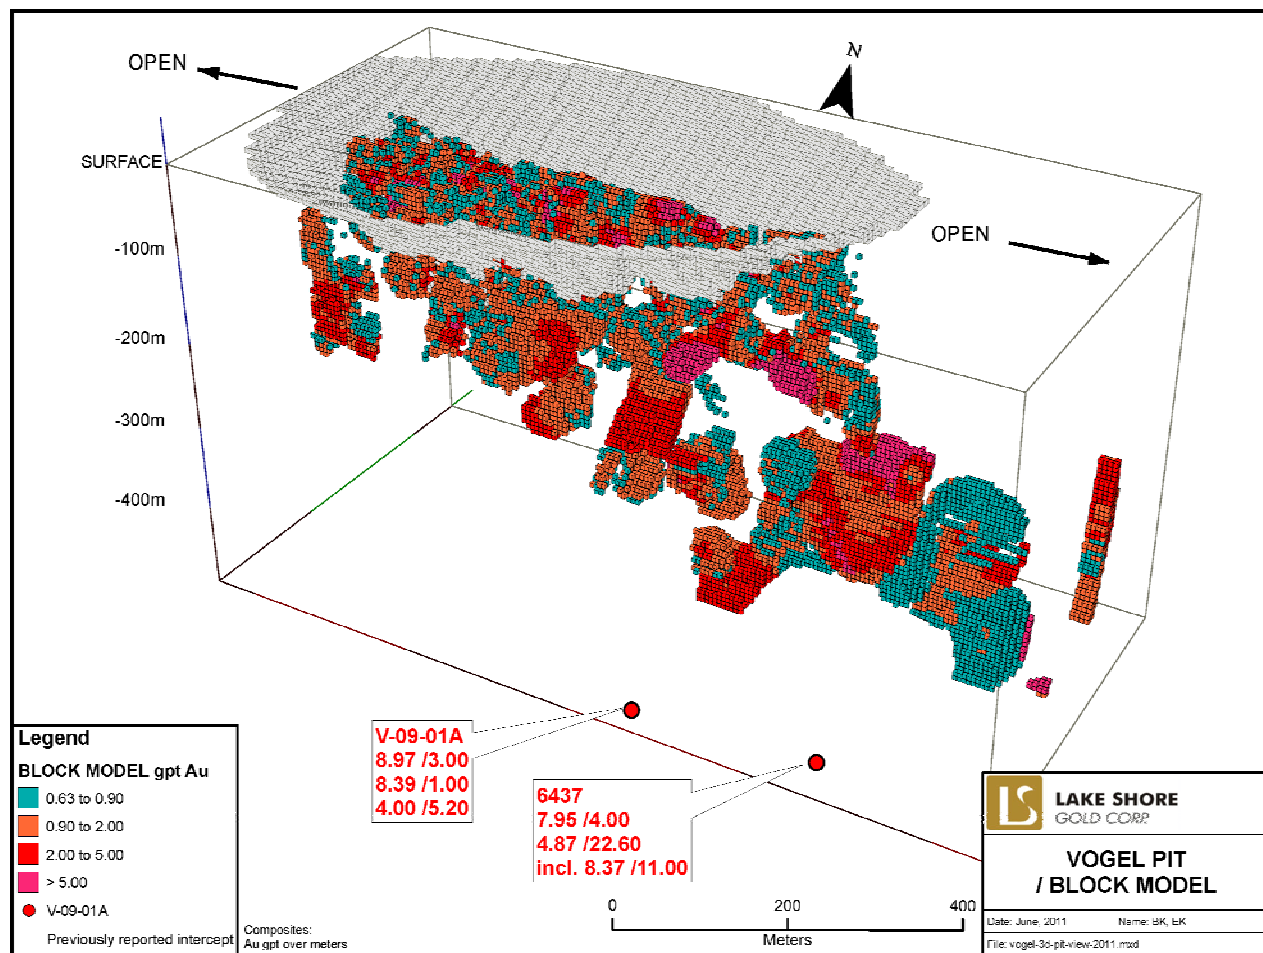 OPEN
N
SURFACE
-100m
-200m
-300m
-400m
OPEN
V-09-01A
8.97 /3.00
8.39 /1.00
4.00 /5.20
6437
7.95 /4.00
4.87 /22.60
incl. 8.37 /11.00
Legend
BLOCK MODEL gpt Au
0.63 to 0.90
0.90 to 2.00
2.00 to 5.00
> 5.00
V-09-01A
Previously reported intercept
Composites:
Au gpt over meters
0 200 400
Meters
LS
LAKE SHORE
GOLD CORP.
VOGEL PIT
/ BLOCK MODEL
Date: June, 2011 Name: BK, EK
File: vogel-3d-pit-view-2011.mxd